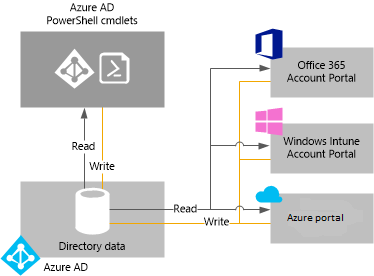 Azure AD
PowerShell cmdlets
Office 365
Account Portal
Read
Write
Windows Intune
Account Portal
Read
Write
Azure portal
Directory data
Azure AD